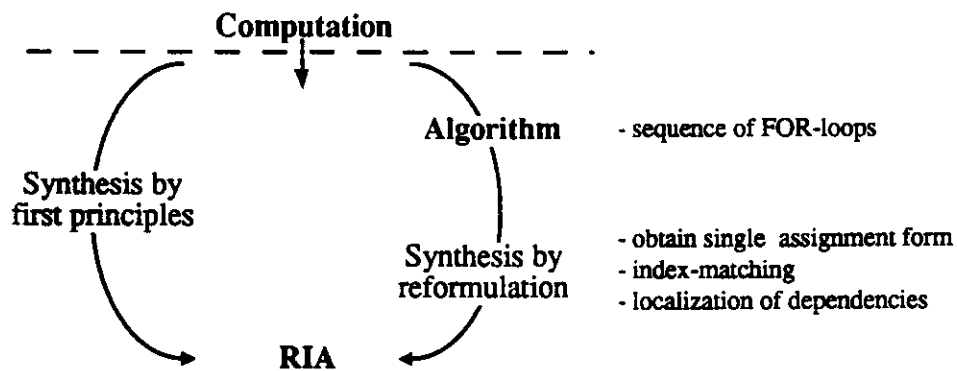 Computation
Algorithm
- sequence of FOR-loops
Synthesis by
first principles
Synthesis by
reformulation
- obtain single assignment form
- index-matching
- localization of dependencies
RIA